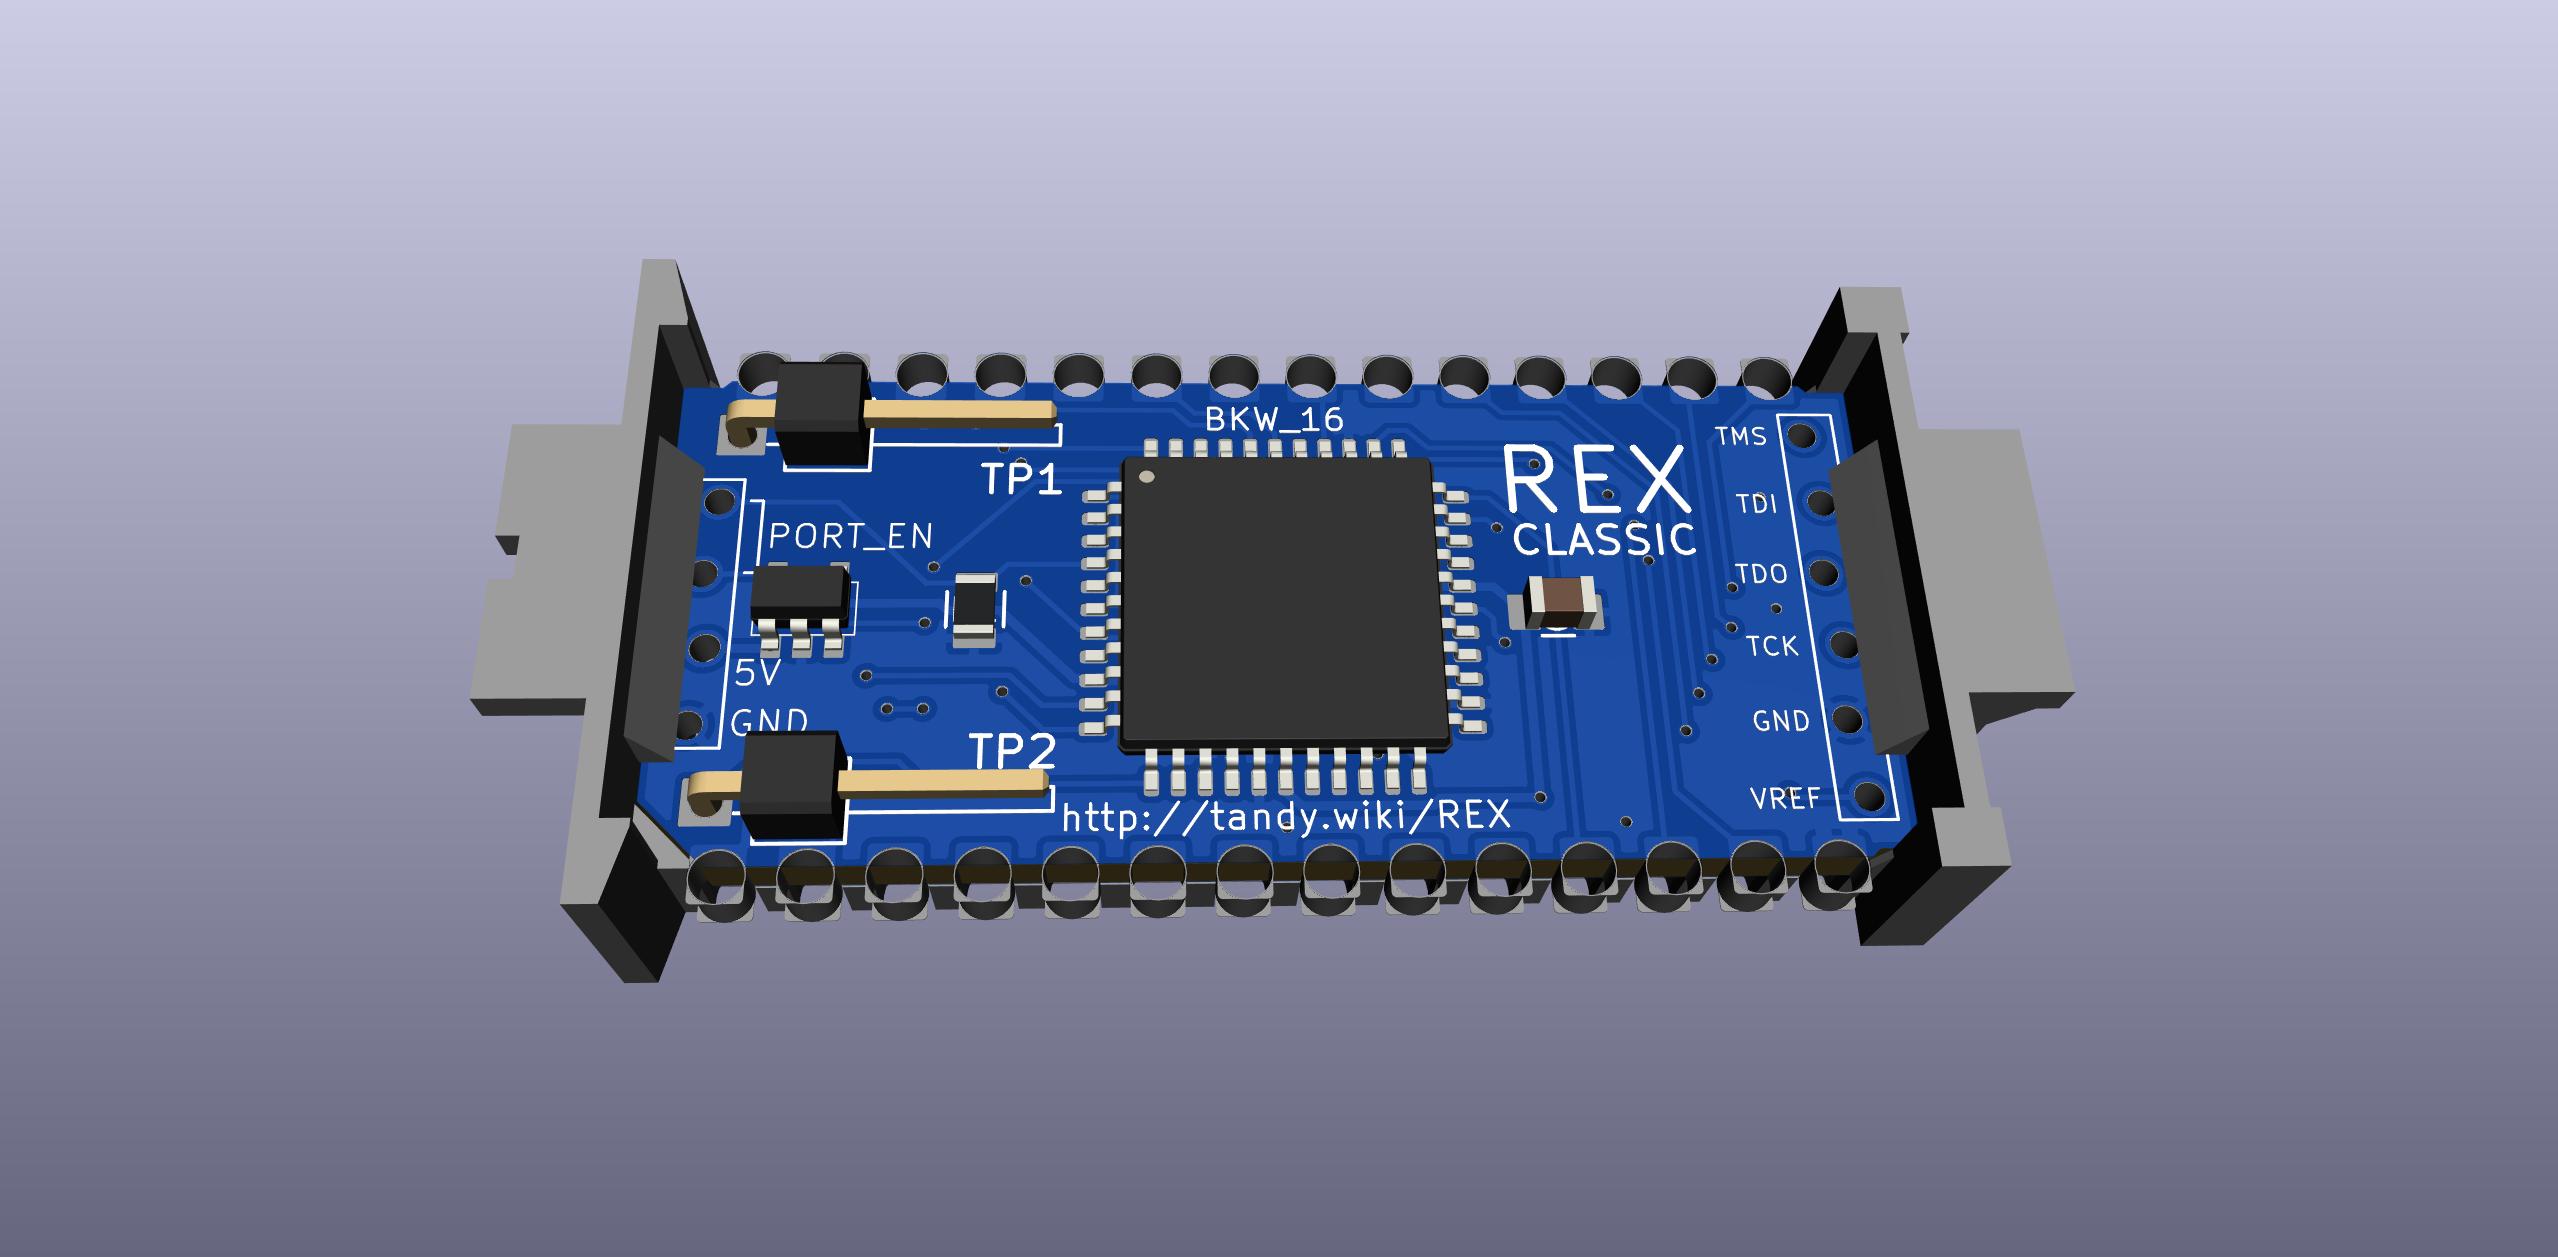 BKW_16
REX
CLASSIC
TP1
PORT_EN
5V
GND
TP2
http://tandy.wiki/REX
TMS
TDI
TDO
TCK
GND
VREF